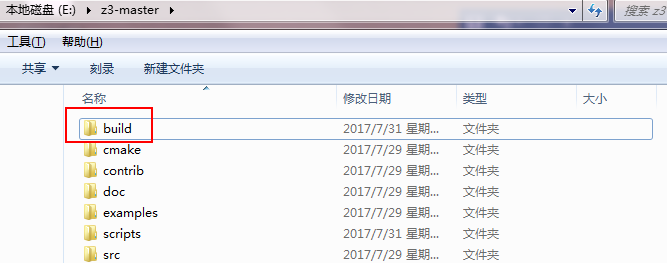 本地磁盘 (E:) ▸ z3-master ▸ 搜索 z3
工具(T) 帮助(H)
共享 刻录 新建文件夹
名称 修改日期 类型 大小
build 2017/7/31 星期... 文件夹
cmake 2017/7/29 星期... 文件夹
contrib 2017/7/29 星期... 文件夹
doc 2017/7/29 星期... 文件夹
examples 2017/7/29 星期... 文件夹
scripts 2017/7/31 星期... 文件夹
src 2017/7/29 星期... 文件夹